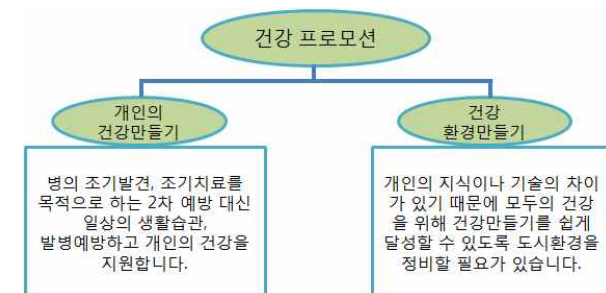 건강 프로모션
개인의
건강만들기
병의 조기발견, 조기치료를
목적으로 하는 2차 예방 대신
일상의 생활습관,
발병예방하고 개인의 건강을
지원합니다.
건강
환경만들기
개인의 지식이나 기술의 차이
가 있기 때문에 모두의 건강
을 위해 건강만들기를 쉽게
달성할 수 있도록 도시환경을
정비할 필요가 있습니다.